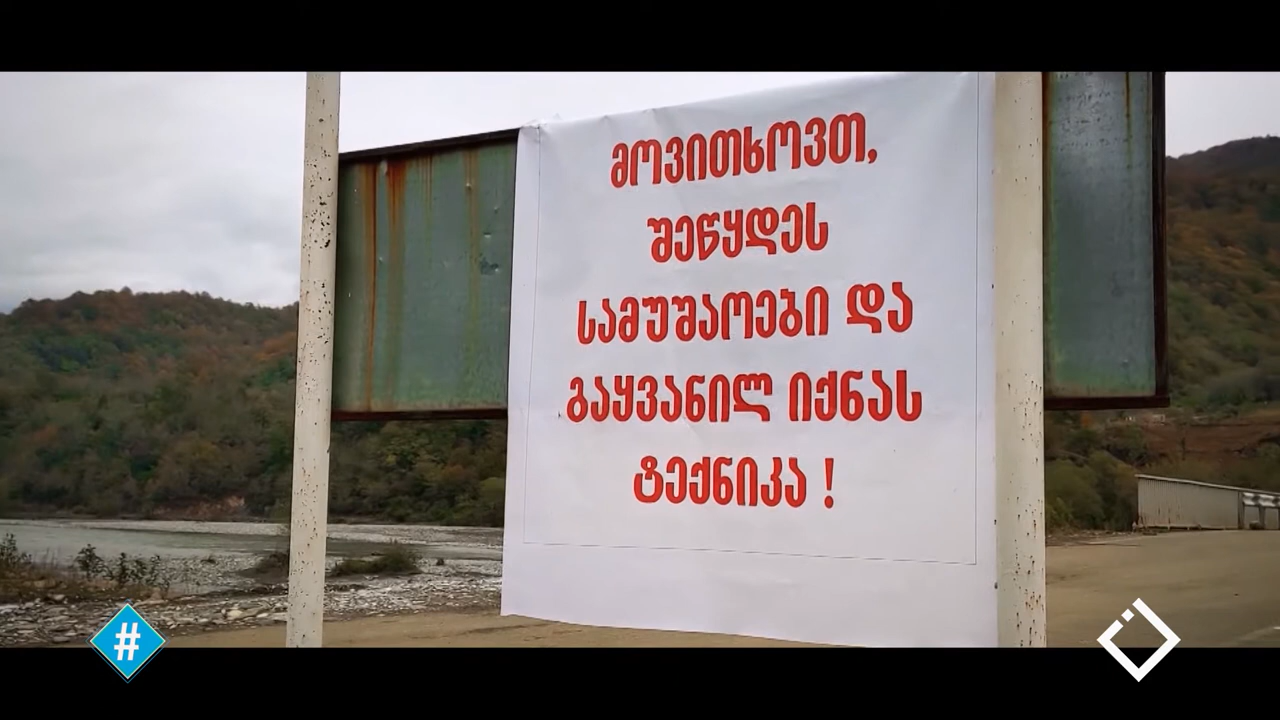 მოვითხოვთ,
შეწყდეს
სამუშაოები და
გაყვანილ იქნას
ტექნიკა !
#